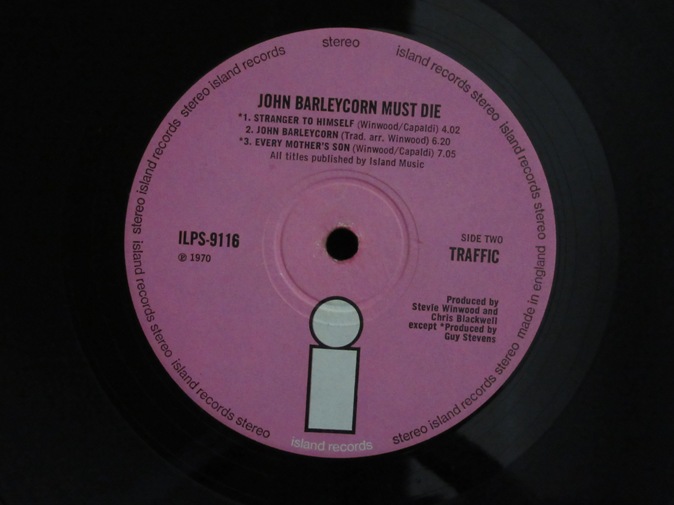 stereo
island records stereo island records stereo made in england
stereo island records stereo island records
island records stereo island records stereo
stereo island records stereo
island records
JOHN BARLEYCORN MUST DIE
*1. STRANGER TO HIMSELF (Winwood/Capaldi) 4.02
2. JOHN BARLEYCORN (Trad. arr. Winwood) 6.20
*3. EVERY MOTHER'S SON (Winwood/Capaldi) 7.05
All titles published by Island Music
ILPS-9116
℗ 1970
SIDE TWO
TRAFFIC
Produced by
Stevie Winwood and
Chris Blackwell
except *Produced by
Guy Stevens